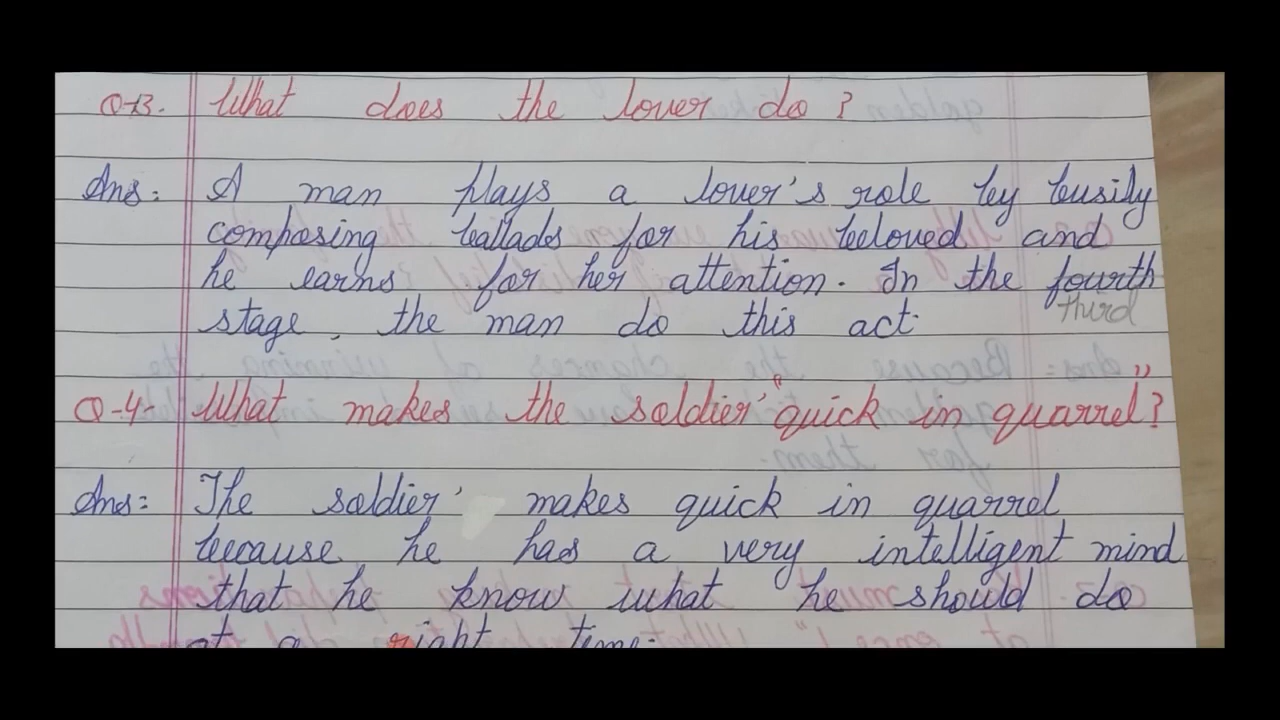 Q-3. What does the lover do?
Ans: A man plays a lover's role by busily
composing ballads for his beloved and
he earns for her attention. In the fourth
third
stage, the man do this act.
Q-4- What makes the soldier' "quick in quarrel"?
Ans: The soldier' makes quick in quarrel
because he has a very intelligent mind
that he know what he should do
at a right time.